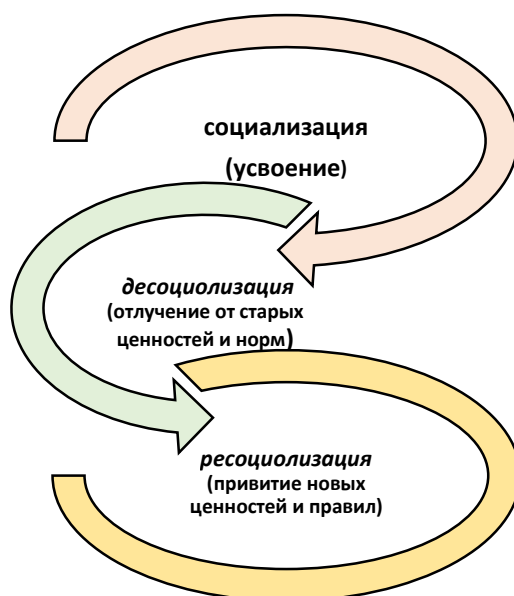 социализация
(усвоение)
десоциолизация
(отлучение от старых
ценностей и норм)
ресоциолизация
(привитие новых
ценностей и правил)